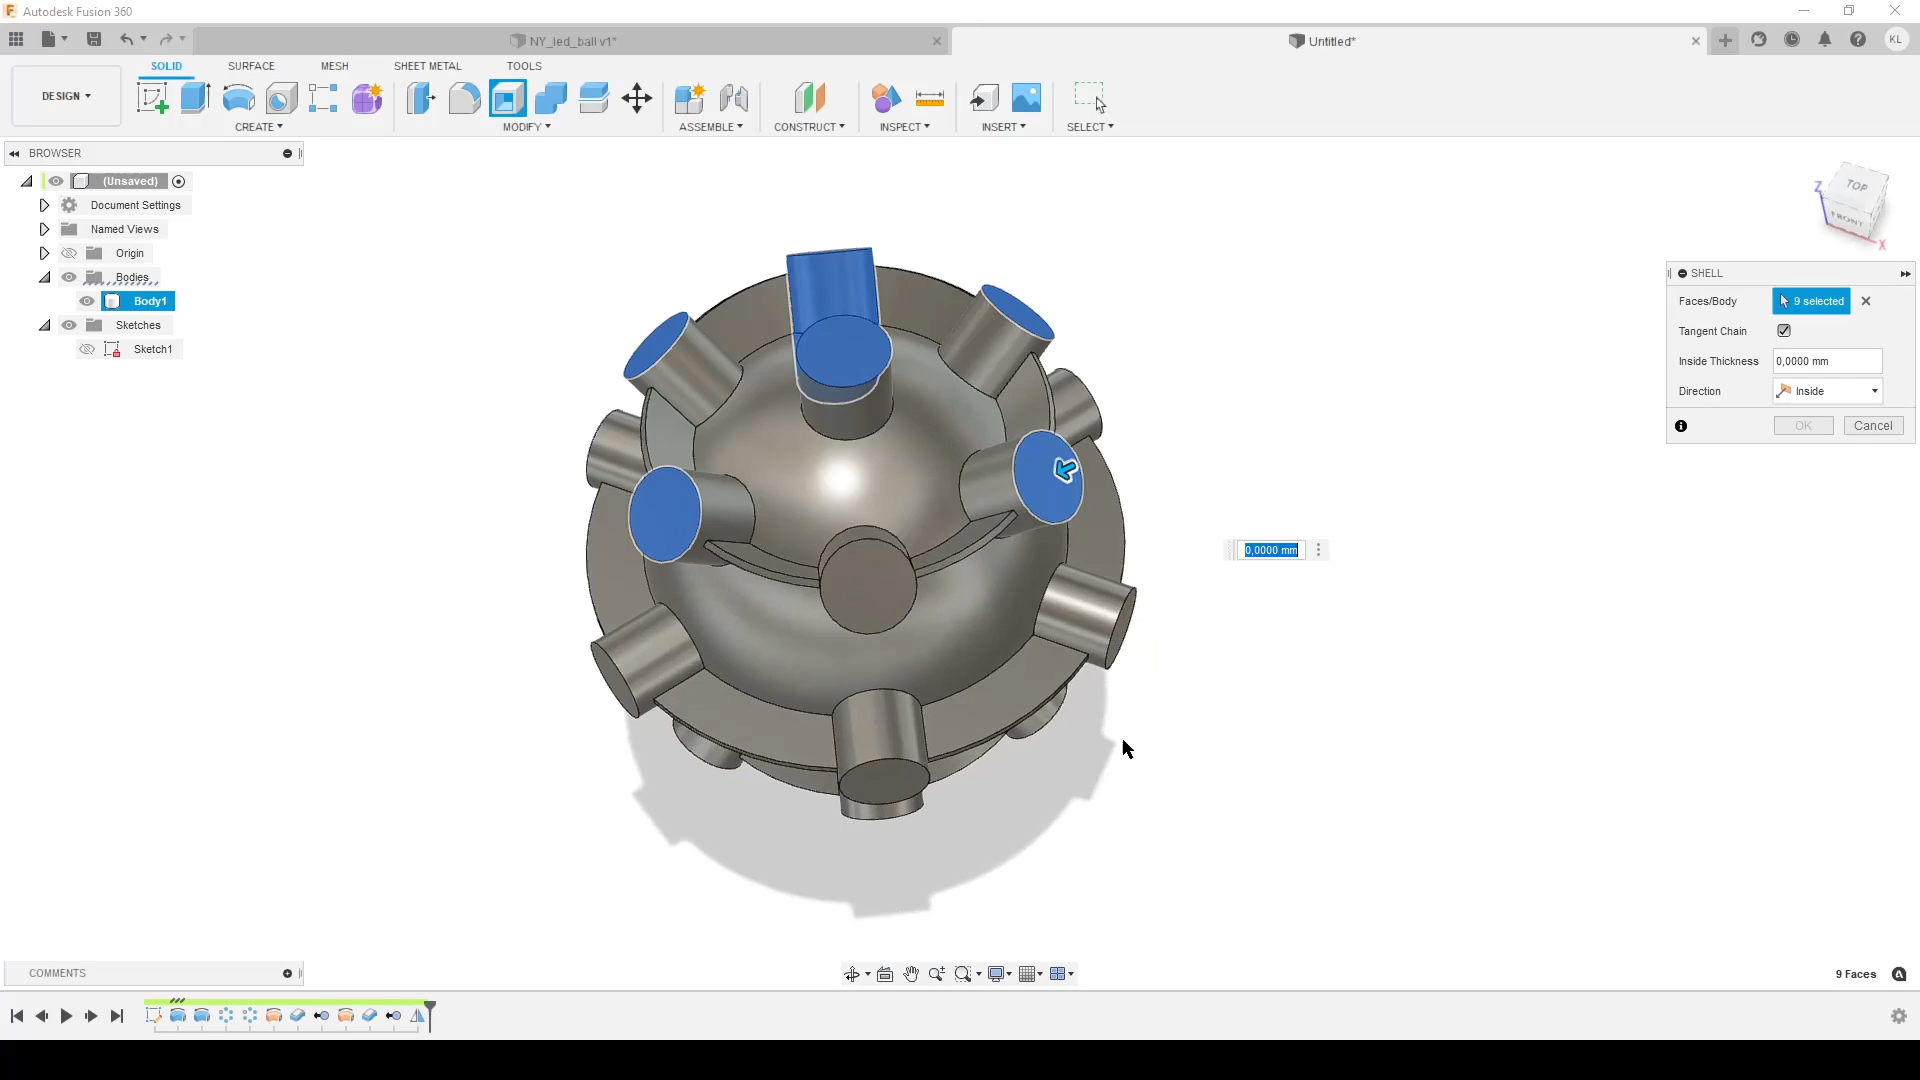 Autodesk Fusion 360
NY_led_ball v1*
Untitled*
KL
DESIGN
SOLID
SURFACE
MESH
SHEET METAL
TOOLS
CREATE
MODIFY
ASSEMBLE
CONSTRUCT
INSPECT
INSERT
SELECT
BROWSER
(Unsaved)
Document Settings
Named Views
Origin
Bodies
Body1
Sketches
Sketch1
TOP
FRONT
Z
X
SHELL
Faces/Body
9 selected
Tangent Chain
Inside Thickness
0,0000 mm
Direction
Inside
OK
Cancel
0,0000 mm
COMMENTS
9 Faces